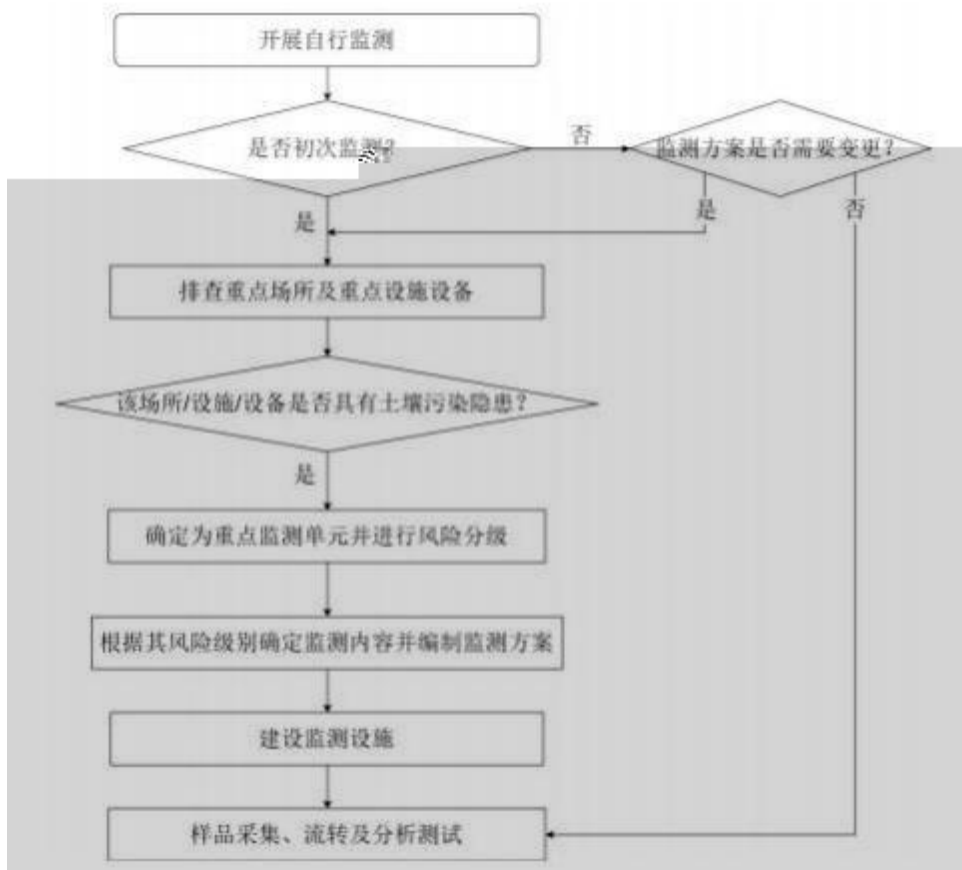 开展自行监测
是否初次监测?
否
监测方案是否需要变更?
是
是
否
排查重点场所及重点设施设备
该场所/设施/设备是否具有土壤污染隐患?
是
确定为重点监测单元并进行风险分级
根据其风险级别确定监测内容并编制监测方案
建设监测设施
样品采集、流转及分析测试